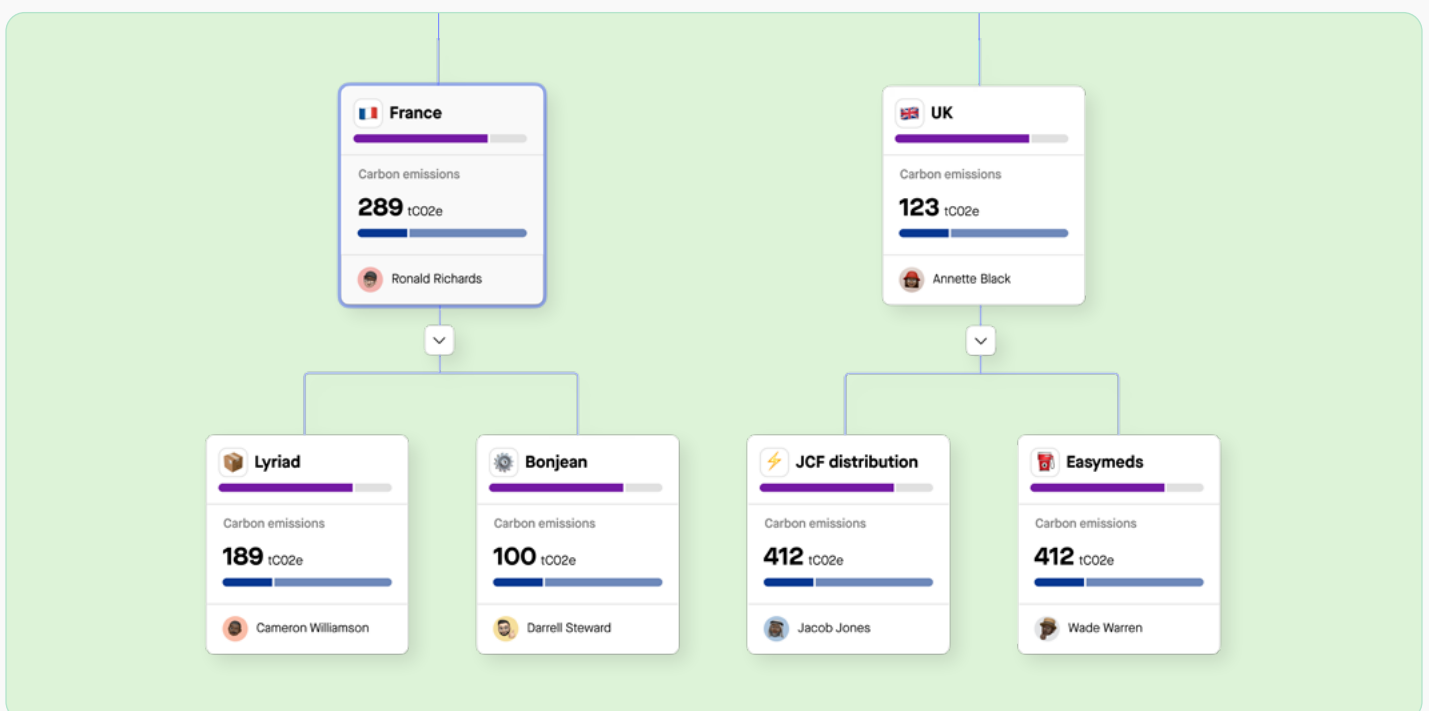 France
UK
Carbon emissions
Carbon emissions
289 tC02e
123 tC02e
Ronald Richards
Annette Black
Lyriad
Bonjean
JCF distribution
Easymeds
Carbon emissions
Carbon emissions
Carbon emissions
Carbon emissions
189 tC02e
100 tC02e
412 tC02e
412 tC02e
Cameron Williamson
Darrell Steward
Jacob Jones
Wade Warren